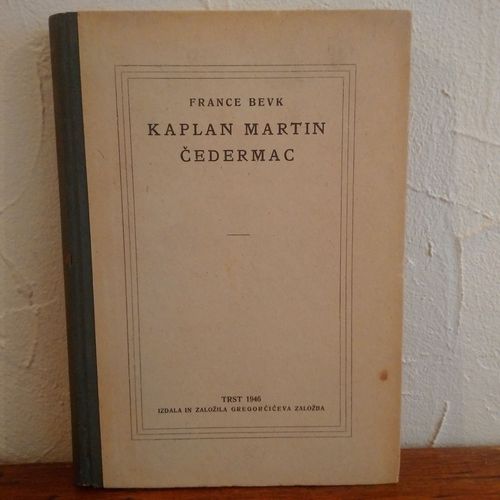 FRANCE BEVK
KAPLAN MARTIN
ČEDERMAC
TRST 1946
IZDALA IN ZALOŽILA GREGORČIČEVA ZALOŽBA